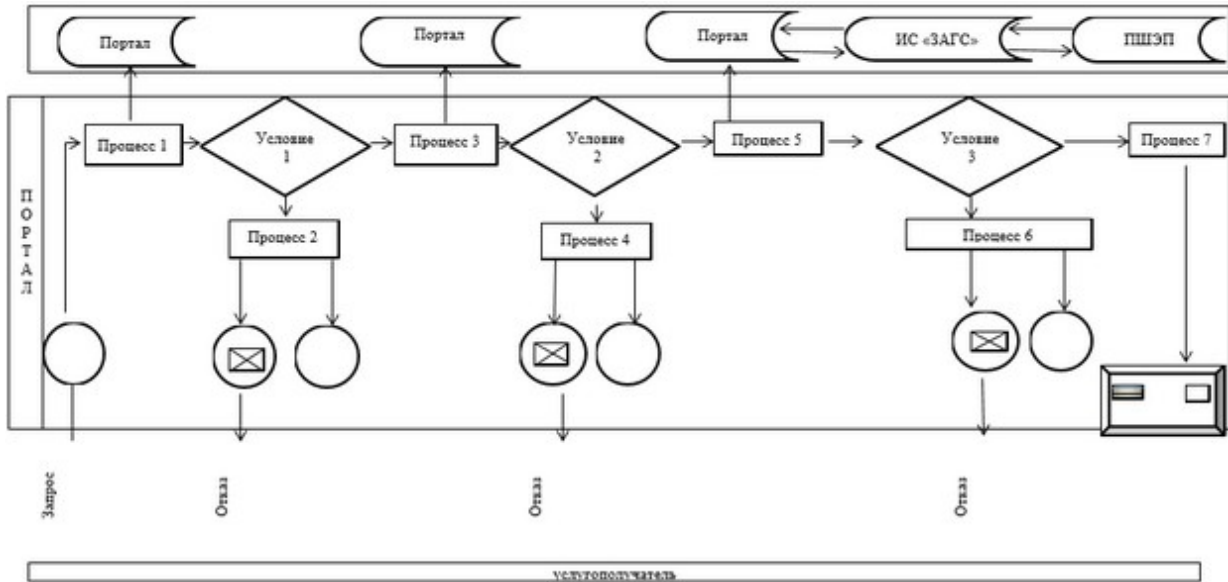 Портал
Портал
Портал
ИС «ЗАГС»
ПШЭП
ПОРТАЛ
Процесс 1
Условие
1
Процесс 3
Условие
2
Процесс 5
Условие
3
Процесс 7
Процесс 2
Процесс 4
Процесс 6
Запрос
Отказ
Отказ
Отказ
услугополучатель